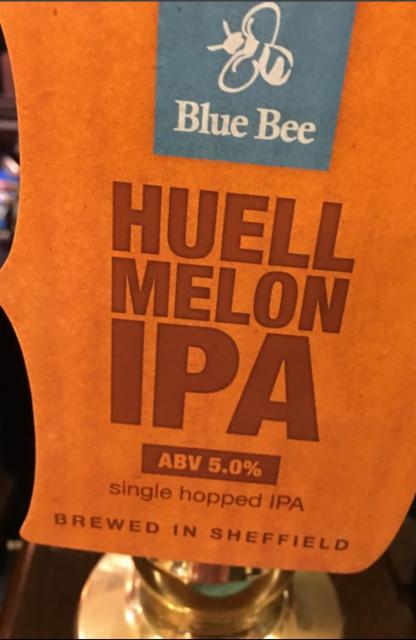 Blue Bee
HUELL
MELON
IPA
ABV 5.0%
single hopped IPA
BREWED IN SHEFFIELD